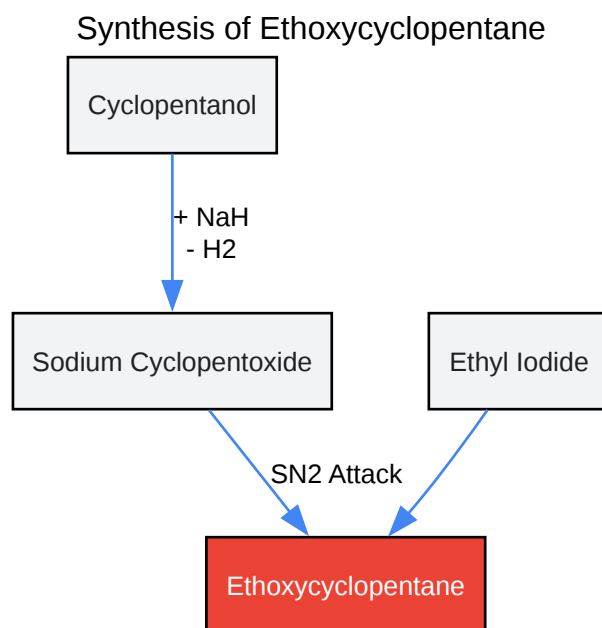 Synthesis of Ethoxycyclopentane
Cyclopentanol
+ NaH
- H2
Sodium Cyclopentoxide
Ethyl Iodide
SN2 Attack
Ethoxycyclopentane